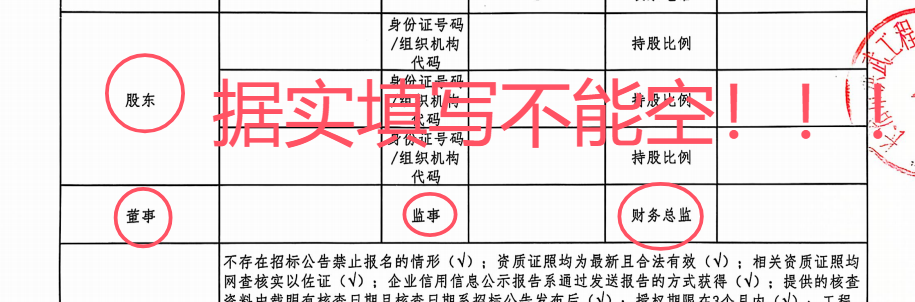 身份证号码
/组织机构
代码
持股比例
股东
身份证号码
/组织机构
代码
持股比例
据实填写不能空！！！
身份证号码
/组织机构
代码
持股比例
董事
监事
财务总监
不存在招标公告禁止报名的情形（√）；资质证照均为最新且合法有效（√）；相关资质证照均
网查核实以佐证（√）；企业信用信息公示报告系通过发送报告的方式获得（√）；提供的核查
资料中载明有核查日期且核查日期系招标公告发布后（√）；授权期限在3个月内（√）；工程